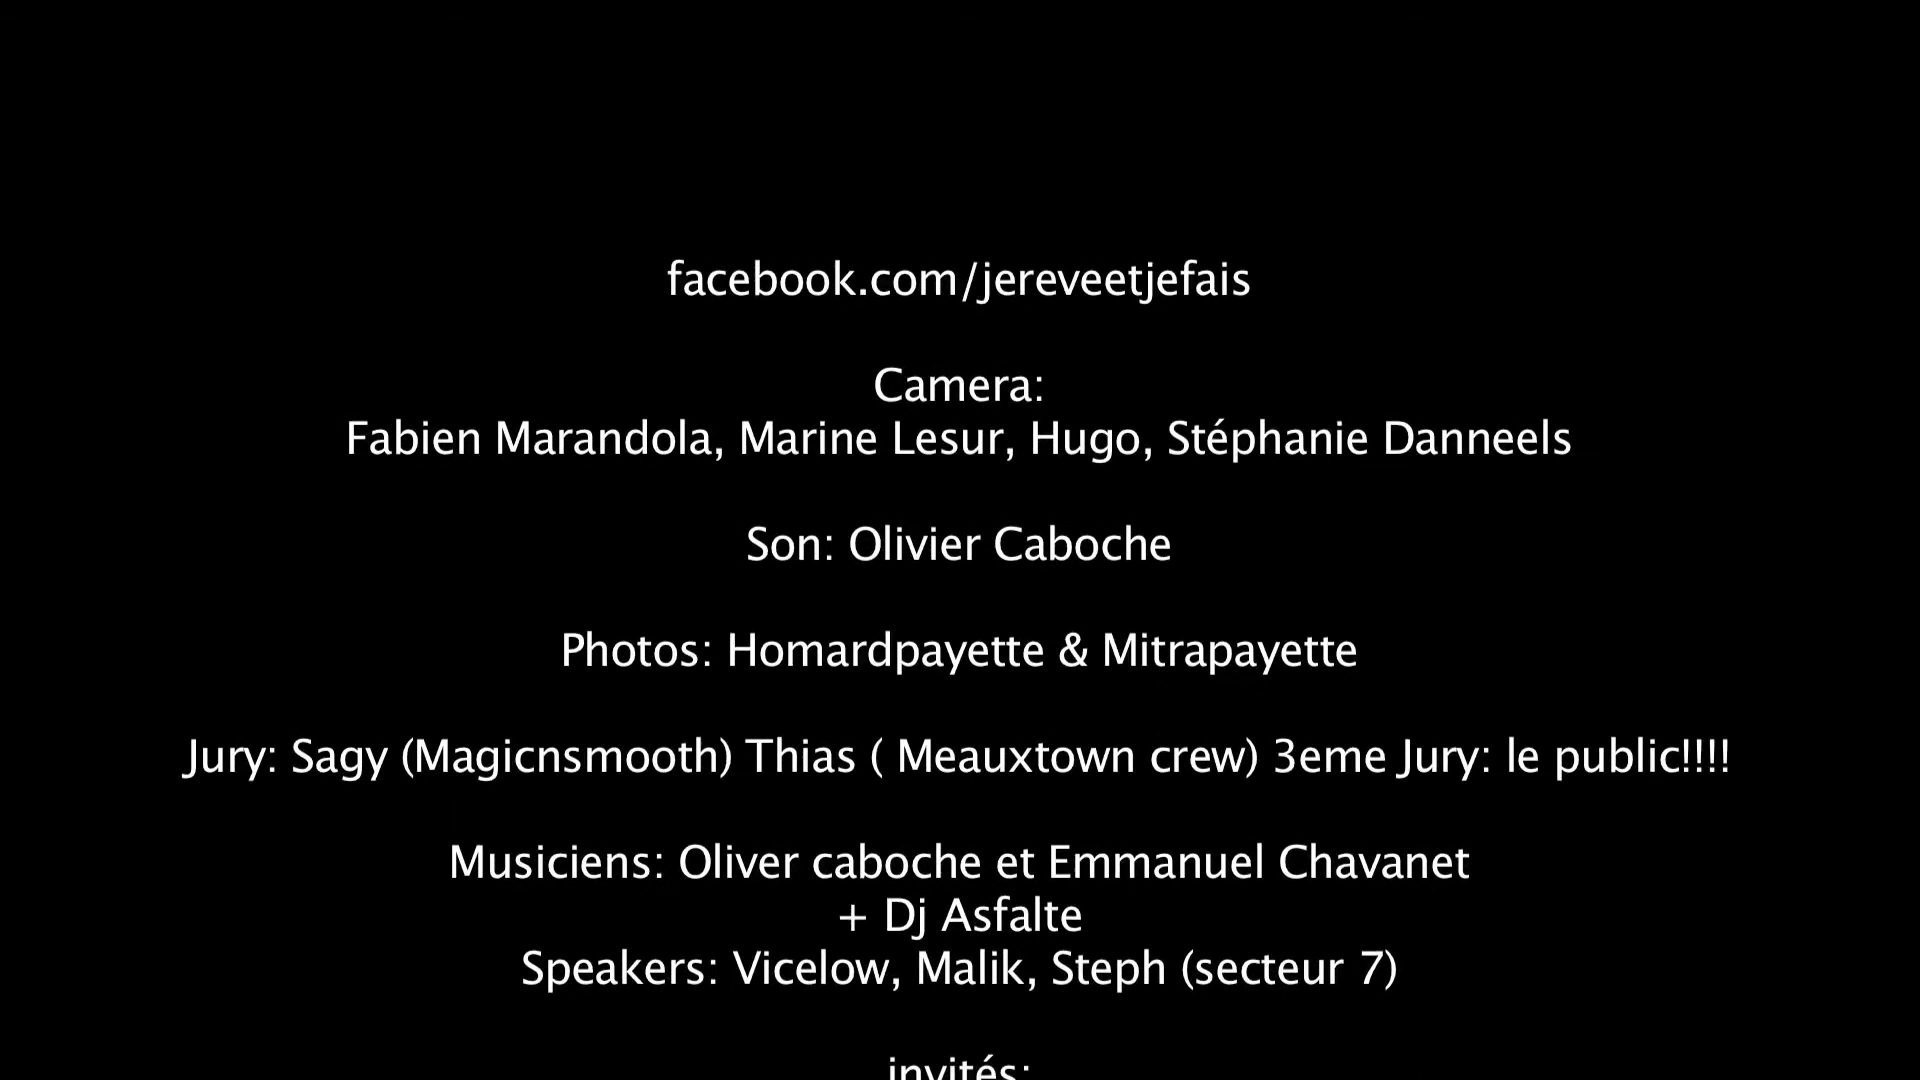 facebook.com/jereveetjefais
Camera:
Fabien Marandola, Marine Lesur, Hugo, Stéphanie Danneels
Son: Olivier Caboche
Photos: Homardpayette & Mitrapayette
Jury: Sagy (Magicnsmooth) Thias ( Meauxtown crew) 3eme Jury: le public!!!!
Musiciens: Oliver caboche et Emmanuel Chavanet
+ Dj Asfalte
Speakers: Vicelow, Malik, Steph (secteur 7)
invités: